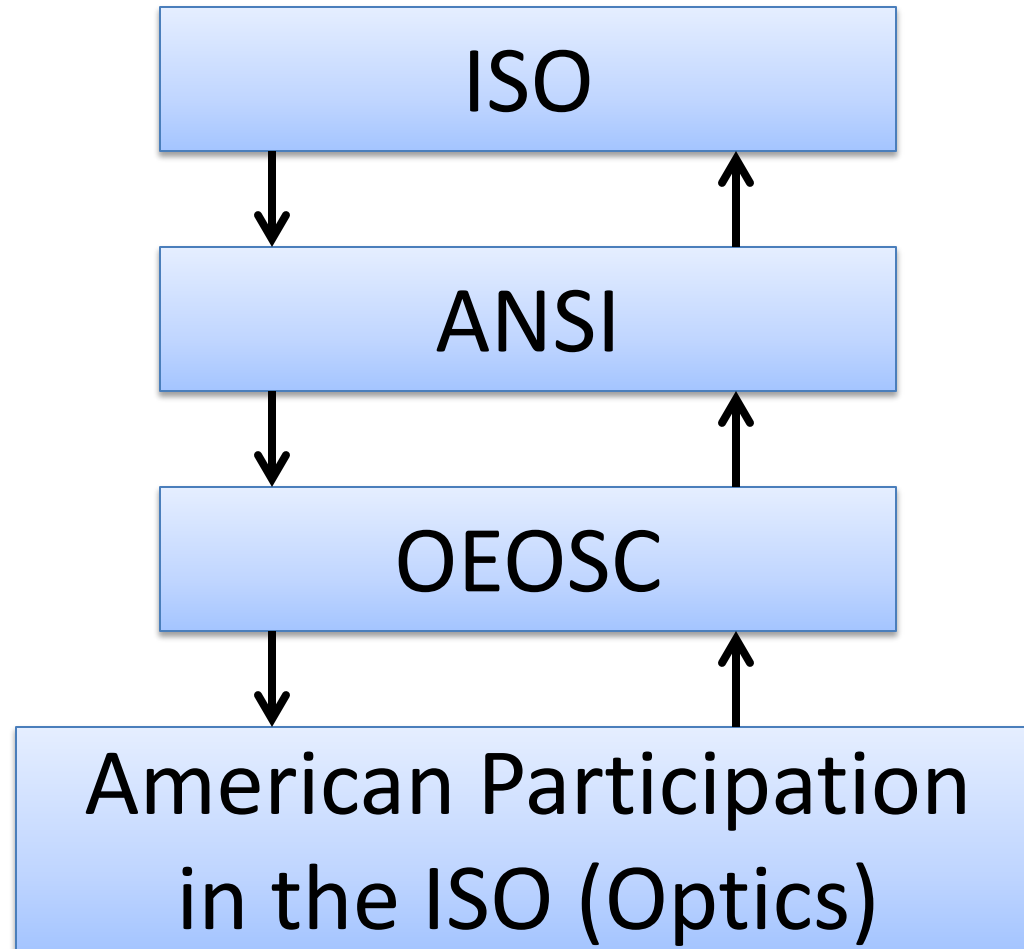 ISO
ANSI
OEOSC
American Participation
in the ISO (Optics)